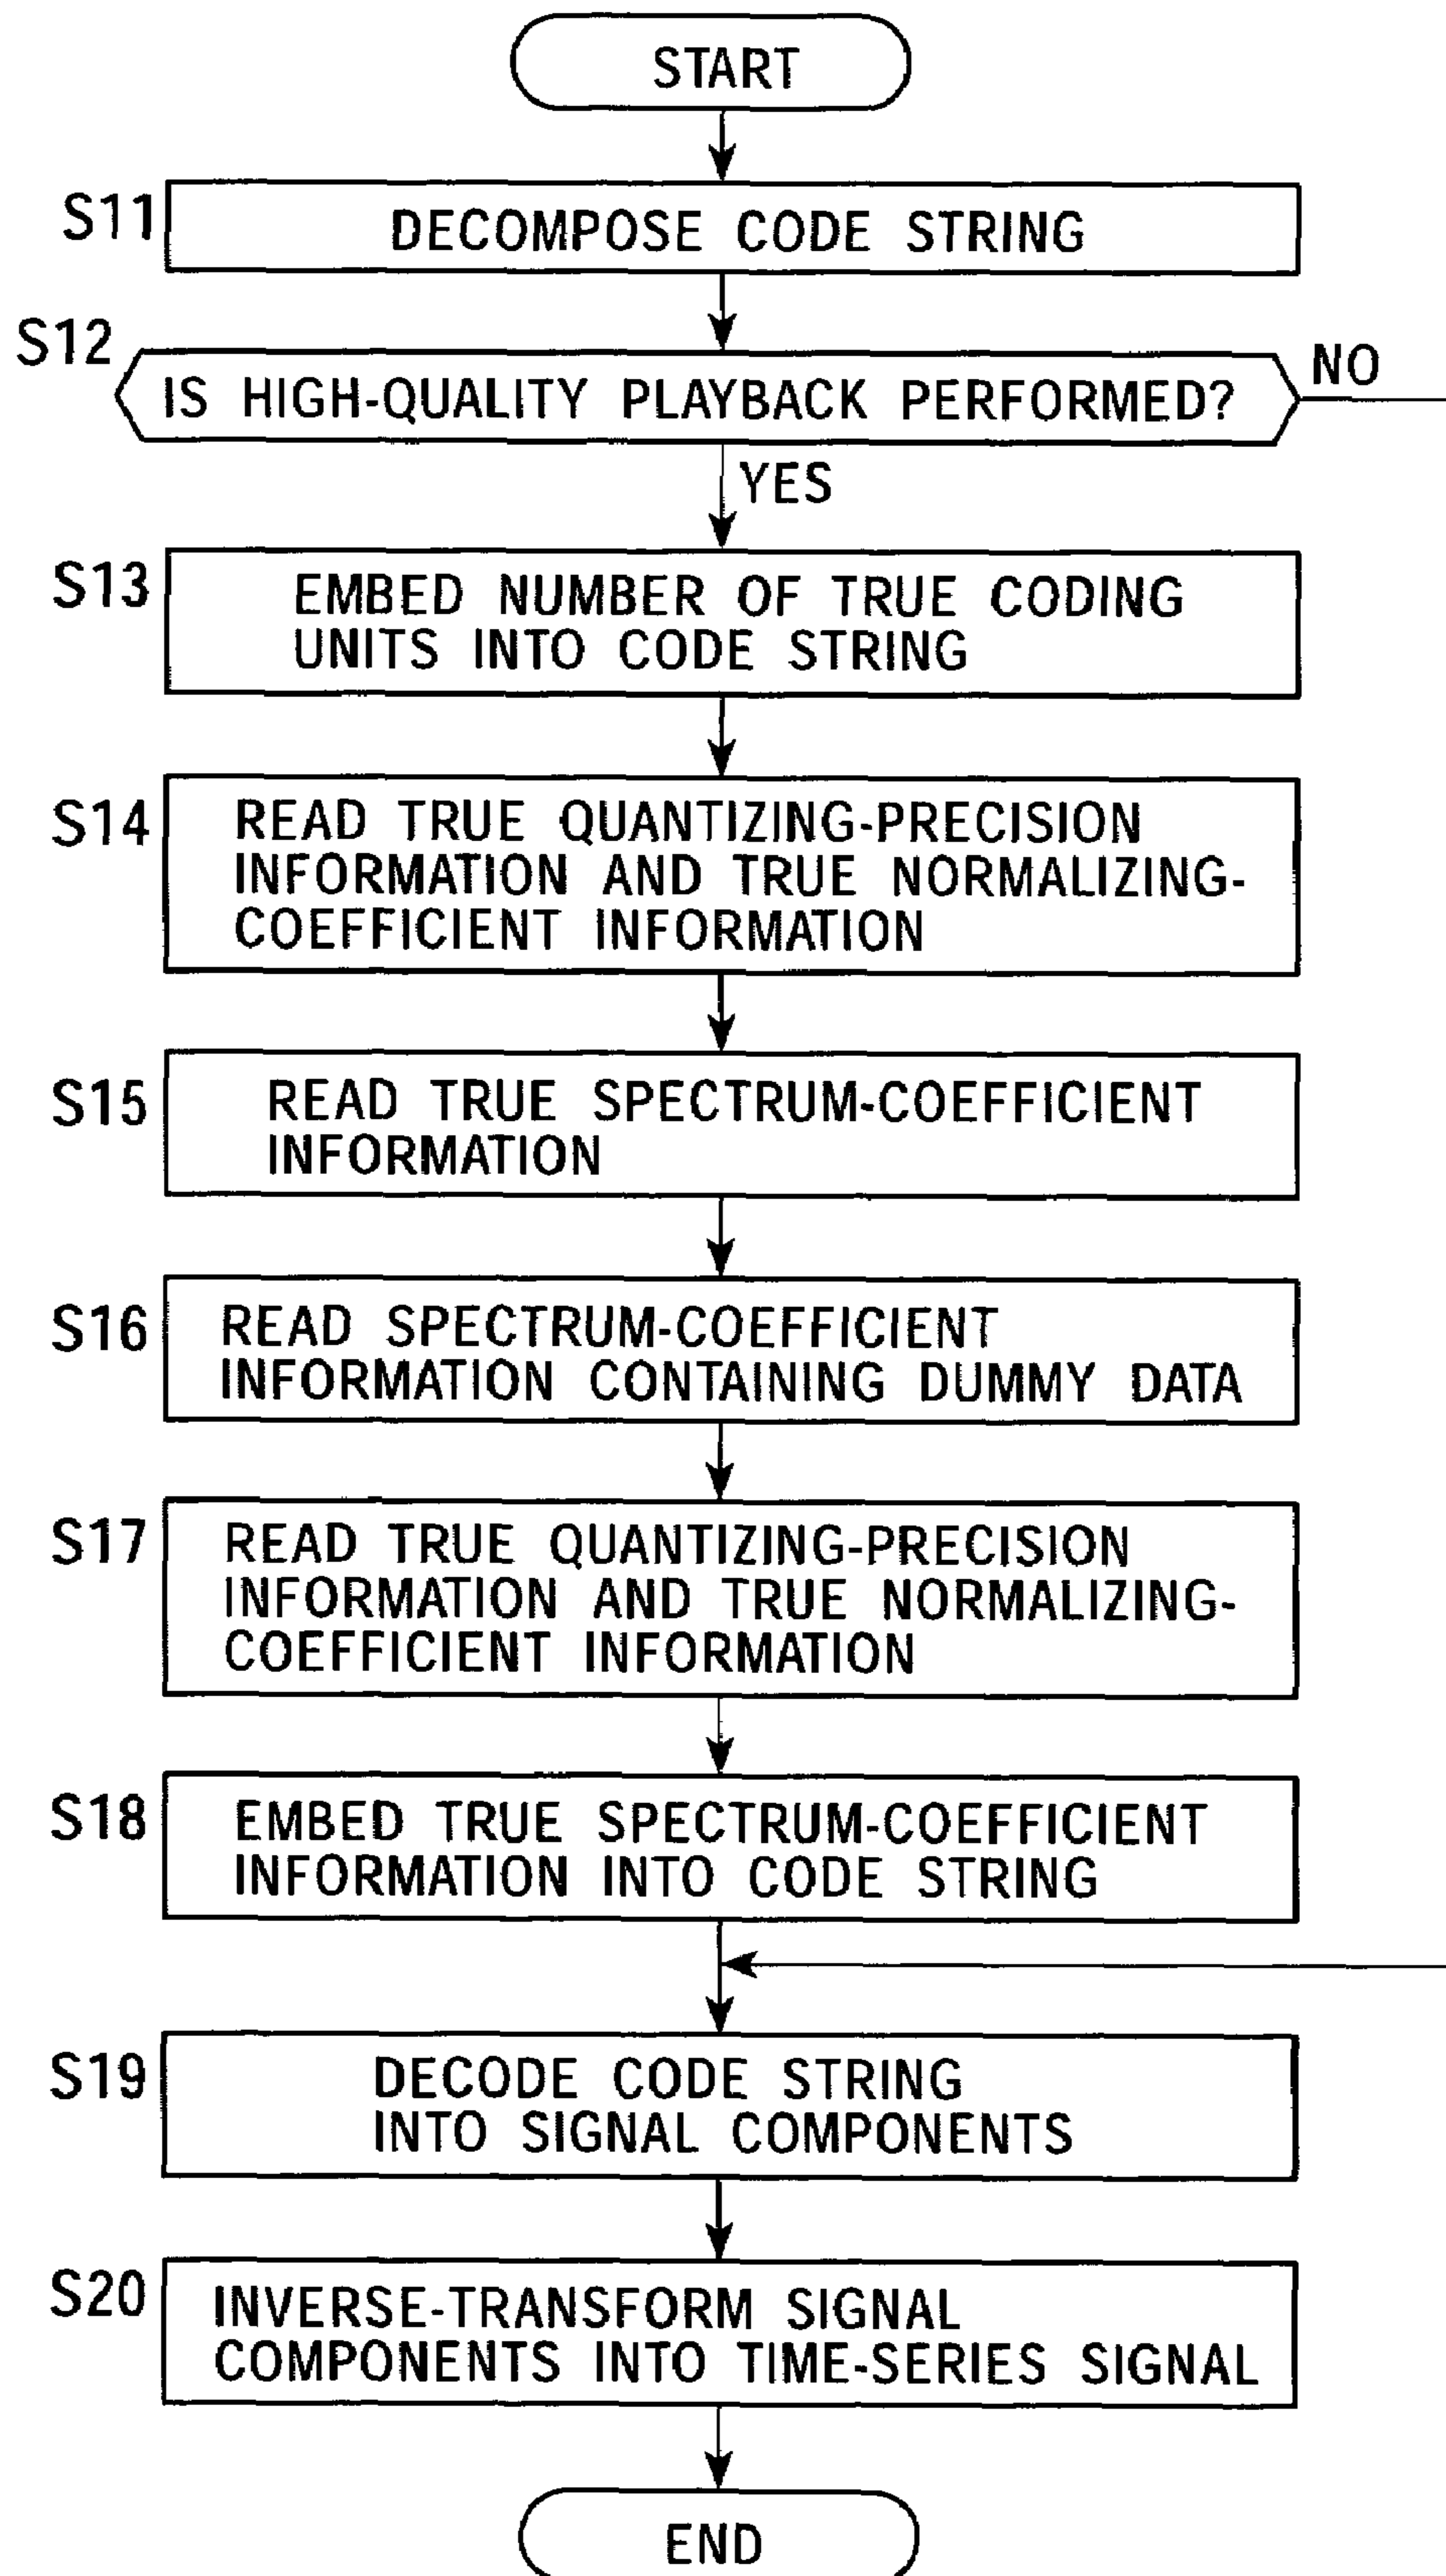 START
S11
DECOMPOSE CODE STRING
S12
IS HIGH-QUALITY PLAYBACK PERFORMED?
NO
YES
S13
EMBED NUMBER OF TRUE CODING
UNITS INTO CODE STRING
S14
READ TRUE QUANTIZING-PRECISION
INFORMATION AND TRUE NORMALIZING-
COEFFICIENT INFORMATION
S15
READ TRUE SPECTRUM-COEFFICIENT
INFORMATION
S16
READ SPECTRUM-COEFFICIENT
INFORMATION CONTAINING DUMMY DATA
S17
READ TRUE QUANTIZING-PRECISION
INFORMATION AND TRUE NORMALIZING-
COEFFICIENT INFORMATION
S18
EMBED TRUE SPECTRUM-COEFFICIENT
INFORMATION INTO CODE STRING
S19
DECODE CODE STRING
INTO SIGNAL COMPONENTS
S20
INVERSE-TRANSFORM SIGNAL
COMPONENTS INTO TIME-SERIES SIGNAL
END